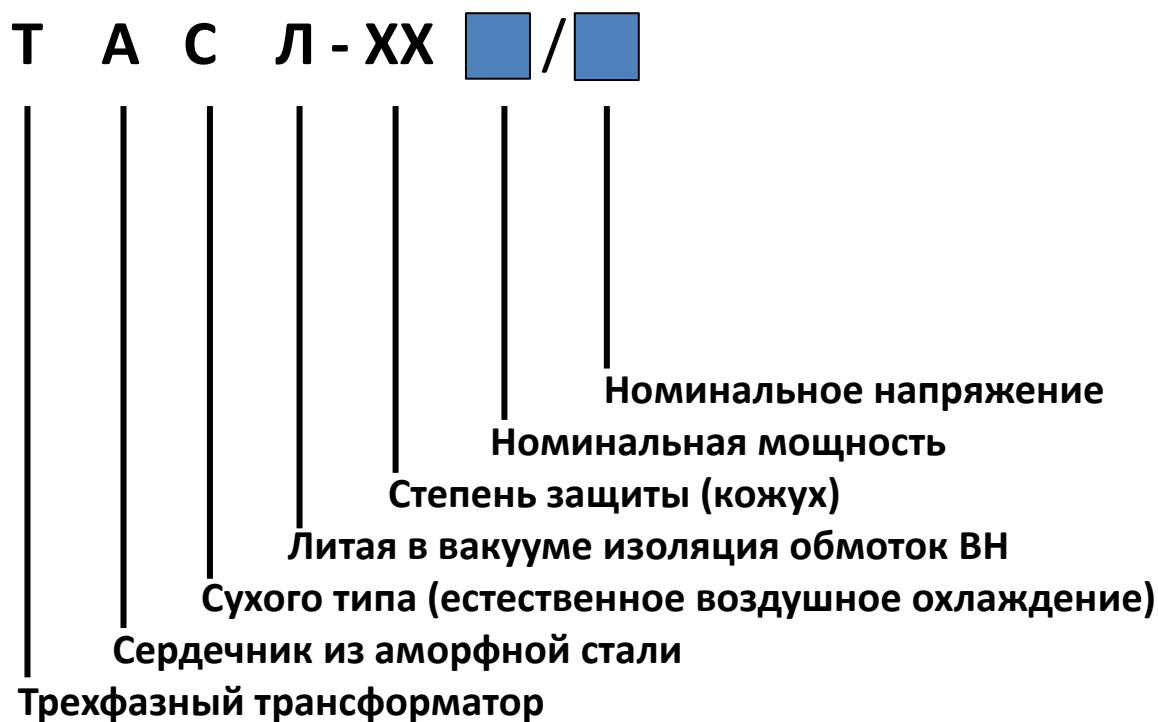 Т А С Л - ХХ /
Номинальное напряжение
Номинальная мощность
Степень защиты (кожух)
Литая в вакууме изоляция обмоток ВН
Сухого типа (естественное воздушное охлаждение)
Сердечник из аморфной стали
Трехфазный трансформатор